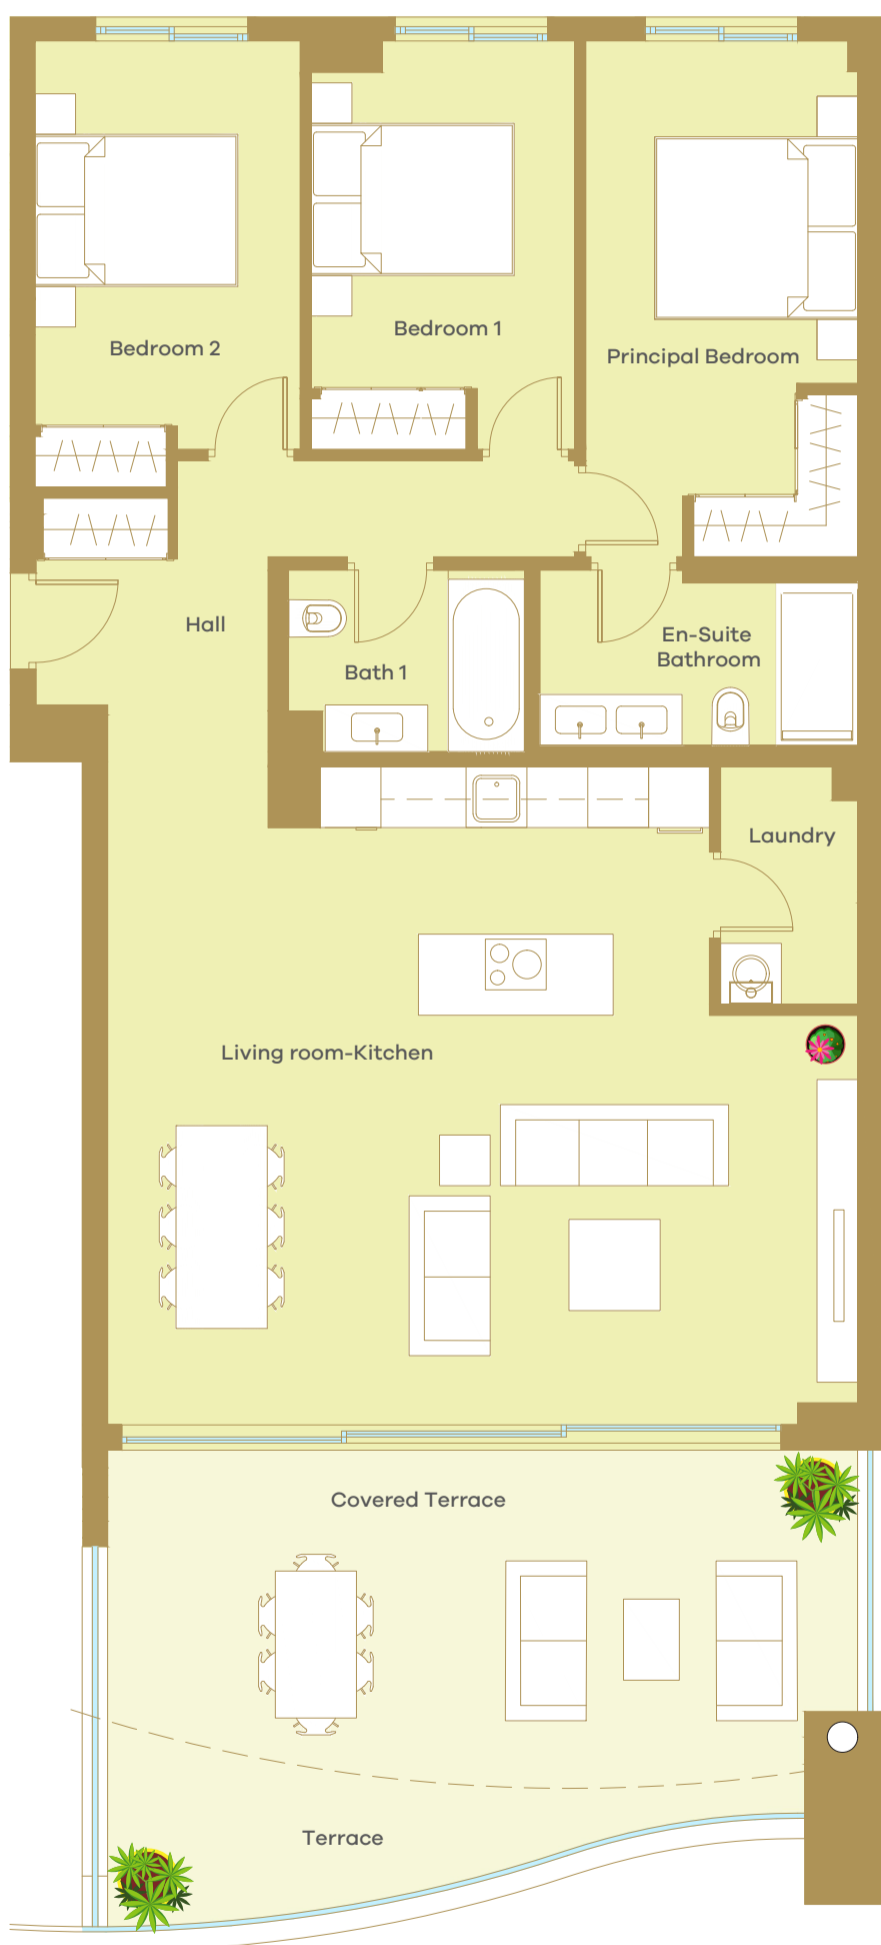 Bedroom 2
Bedroom 1
Principal Bedroom
Hall
Bath 1
En-Suite
Bathroom
Laundry
Living room-Kitchen
Covered Terrace
Terrace